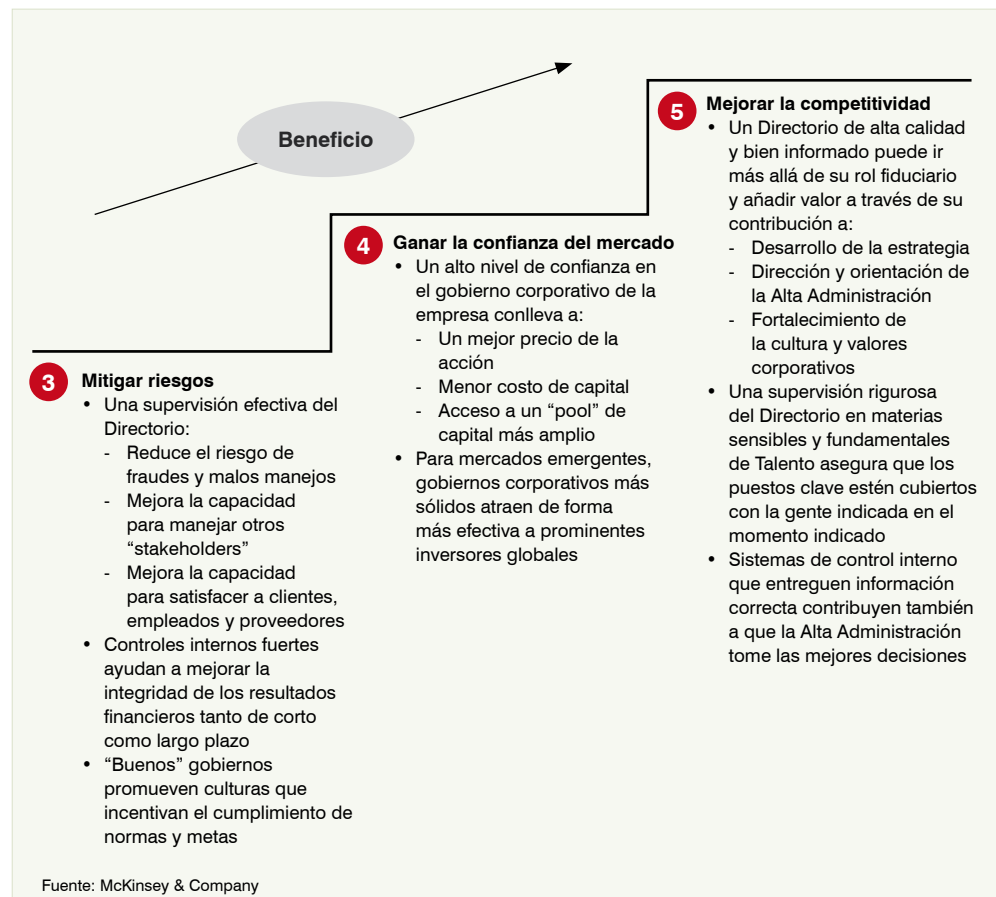 Beneficio
3
Mitigar riesgos
• Una supervisión efectiva del
Directorio:
- Reduce el riesgo de
fraudes y malos manejos
- Mejora la capacidad
para manejar otros
“stakeholders”
- Mejora la capacidad
para satisfacer a clientes,
empleados y proveedores
• Controles internos fuertes
ayudan a mejorar la
integridad de los resultados
financieros tanto de corto
como largo plazo
• “Buenos” gobiernos
promueven culturas que
incentivan el cumplimiento de
normas y metas
4
Ganar la confianza del mercado
• Un alto nivel de confianza en
el gobierno corporativo de la
empresa conlleva a:
- Un mejor precio de la
acción
- Menor costo de capital
- Acceso a un “pool” de
capital más amplio
• Para mercados emergentes,
gobiernos corporativos más
sólidos atraen de forma
más efectiva a prominentes
inversores globales
5
Mejorar la competitividad
• Un Directorio de alta calidad
y bien informado puede ir
más allá de su rol fiduciario
y añadir valor a través de su
contribución a:
- Desarrollo de la estrategia
- Dirección y orientación de
la Alta Administración
- Fortalecimiento de
la cultura y valores
corporativos
• Una supervisión rigurosa
del Directorio en materias
sensibles y fundamentales
de Talento asegura que los
puestos clave estén cubiertos
con la gente indicada en el
momento indicado
• Sistemas de control interno
que entreguen información
correcta contribuyen también
a que la Alta Administración
tome las mejores decisiones
Fuente: McKinsey & Company